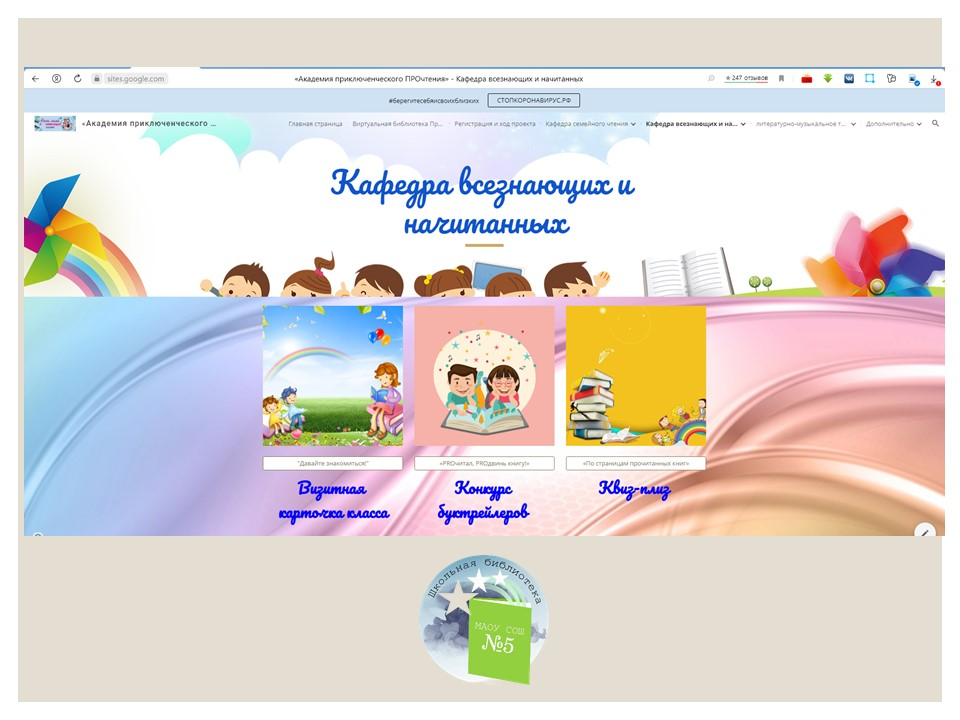 sites.google.com
«Академия приключенческого ПРОчтения» - Кафедра всезнающих и начитанных
★ 247 отзывов
#берегитесебяисвоихблизких
СТОПКОРОНАВИРУС.РФ
«Академия приключенческого ...
Главная страница
Виртуальная библиотека Пр...
Регистрация и ход проекта
Кафедра семейного чтения
Кафедра всезнающих и на...
литературно-музыкальное т...
Дополнительно
Кафедра всезнающих и
начитанных
"Давайте знакомиться!"
«PROчитал, PROдвинь книгу!»
«По страницам прочитанных книг»
Визитная
карточка класса
Конкурс
буктрейлеров
Квиз-плиз
Школьная библиотека
МАОУ СОШ
№5